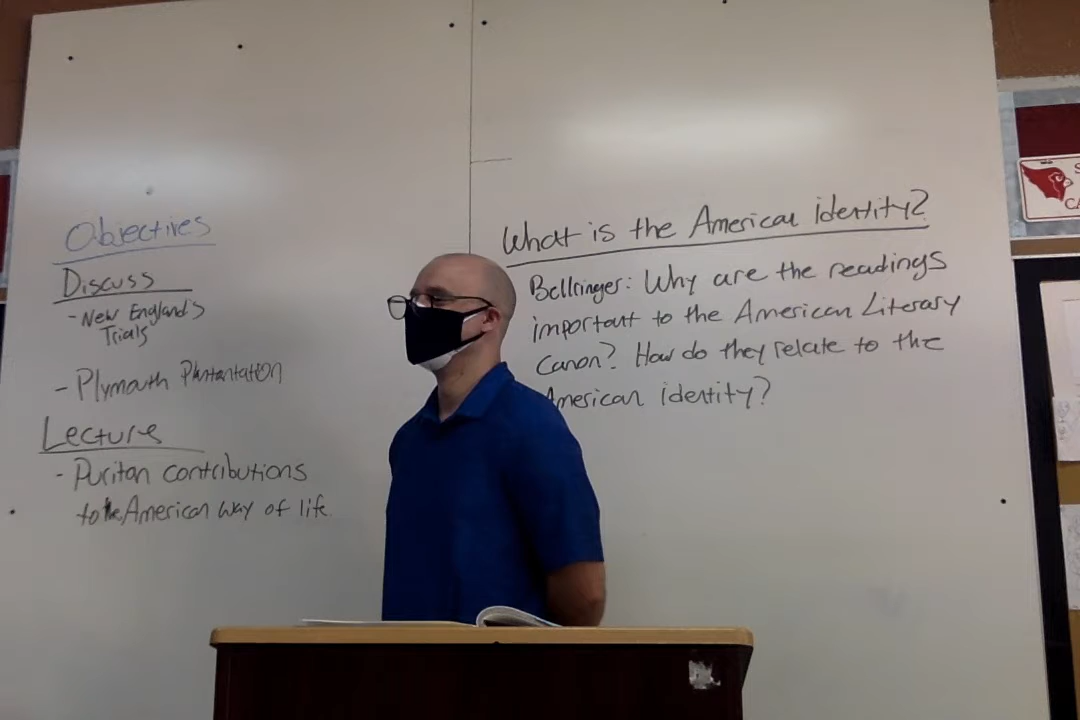 Objectives
Discuss
- New England's
Trials
- Plymouth Plantantation
Lecture
- Puritan contributions
to the American way of life
What is the American identity?
Bellringer: Why are the readings
important to the American Literary
Canon? How do they relate to the
American identity?